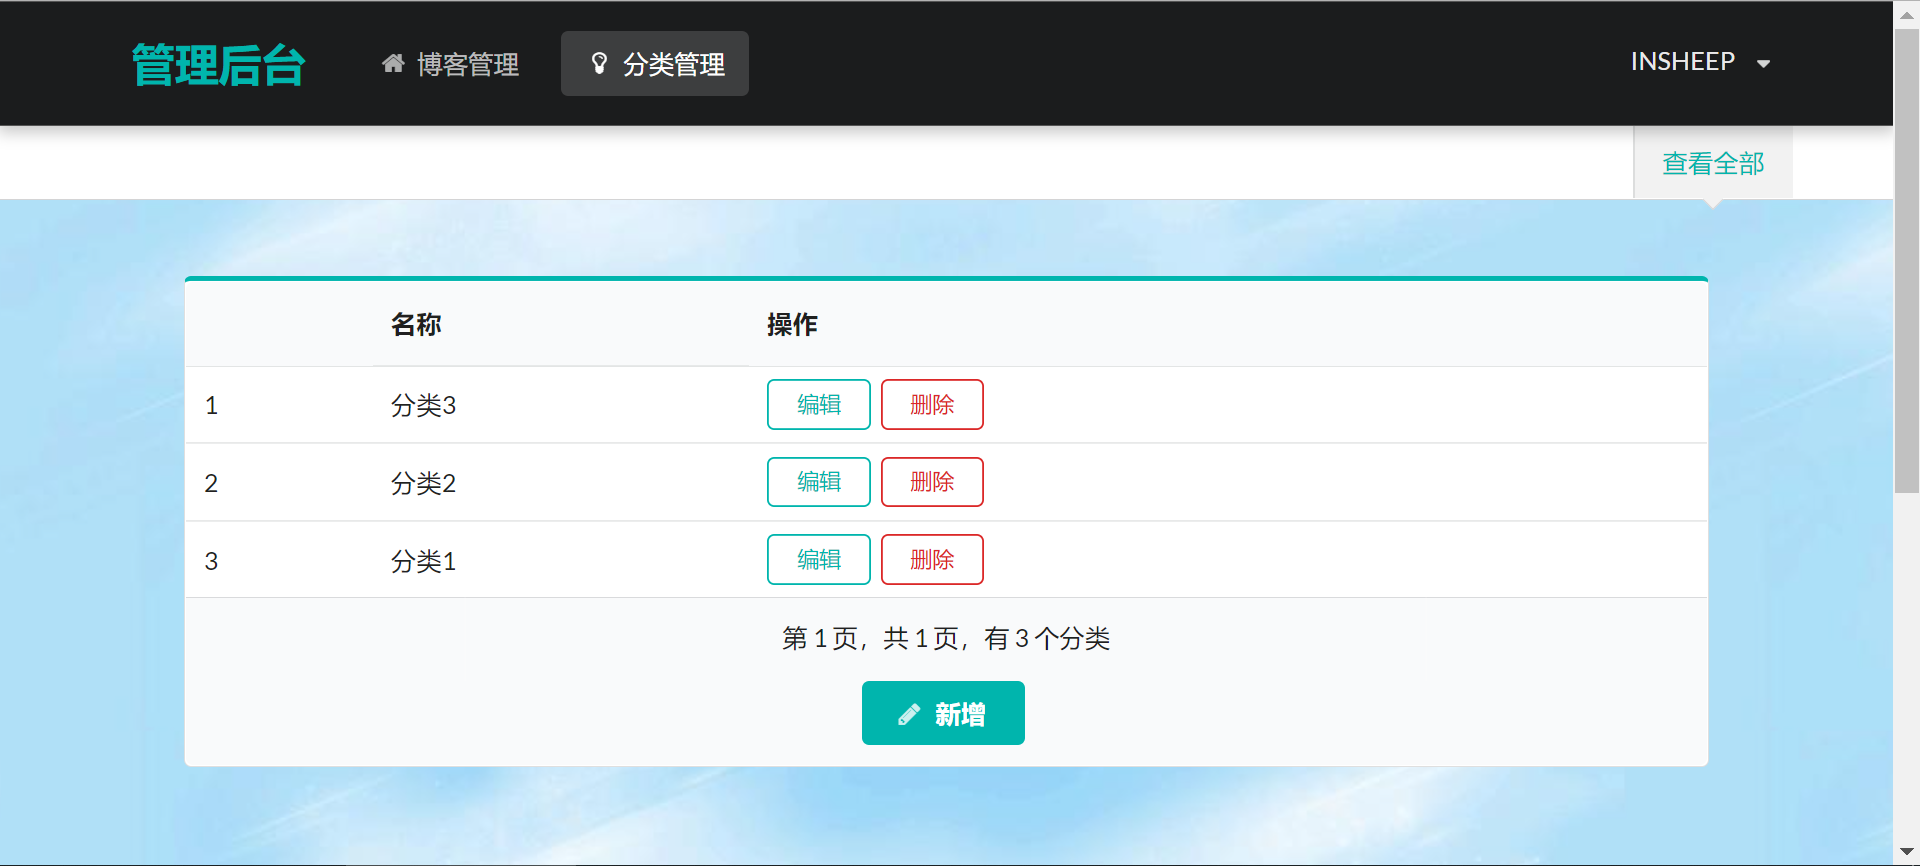 管理后台 博客管理 分类管理 INSHEEP
查看全部
名称 操作
1 分类3 编辑 删除
2 分类2 编辑 删除
3 分类1 编辑 删除
第 1 页，共 1 页，有 3 个分类
新增